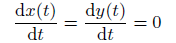 dx(t)/dt = dy(t)/dt = 0